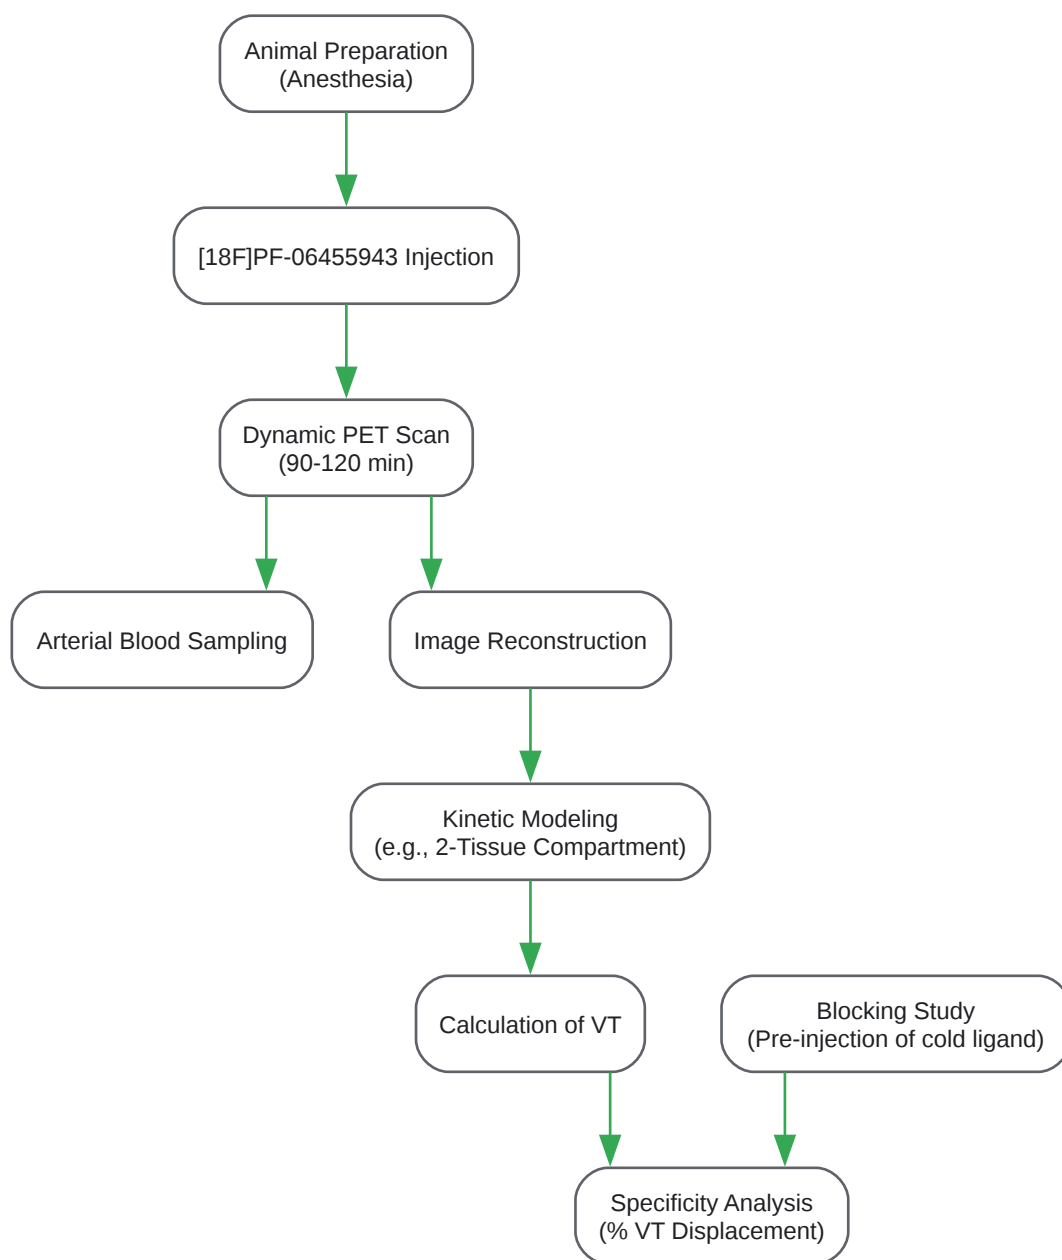 Animal Preparation
(Anesthesia)
[18F]PF-06455943 Injection
Dynamic PET Scan
(90-120 min)
Arterial Blood Sampling
Image Reconstruction
Kinetic Modeling
(e.g., 2-Tissue Compartment)
Calculation of VT
Blocking Study
(Pre-injection of cold ligand)
Specificity Analysis
(% VT Displacement)